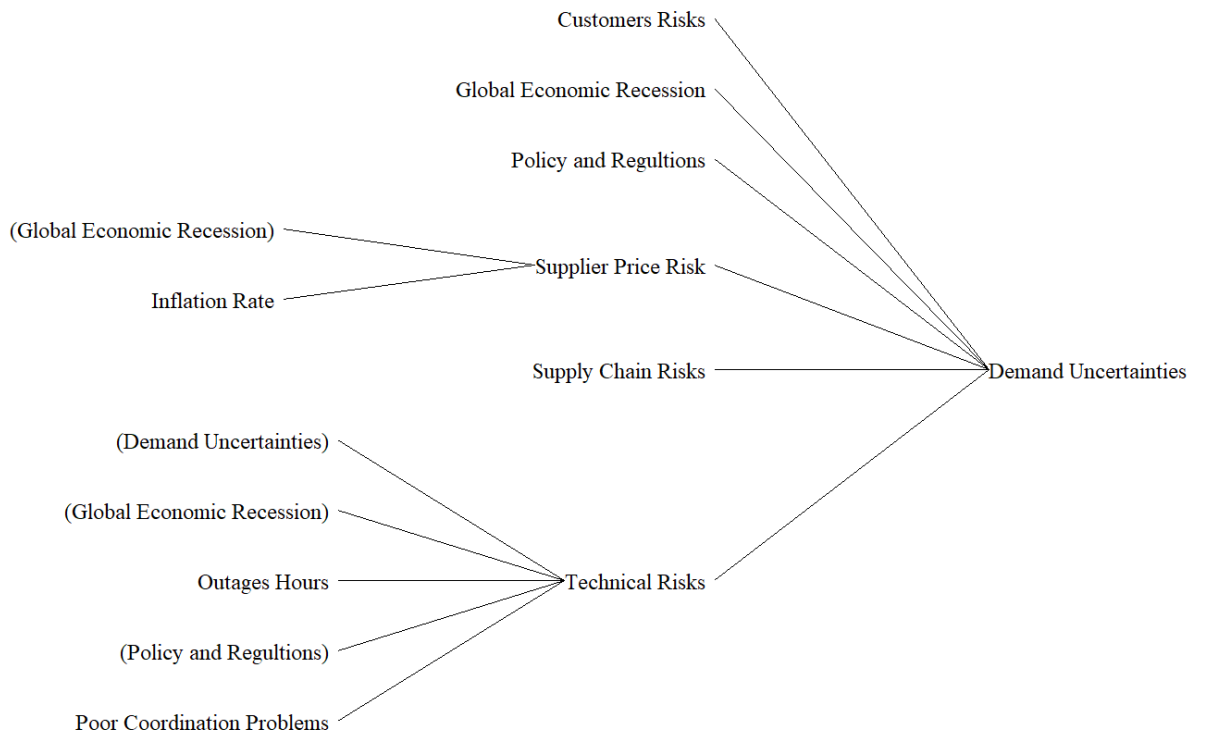 Customers Risks
Global Economic Recession
Policy and Regultions
(Global Economic Recession)
Supplier Price Risk
Inflation Rate
Supply Chain Risks
Demand Uncertainties
(Demand Uncertainties)
(Global Economic Recession)
Outages Hours
Technical Risks
(Policy and Regultions)
Poor Coordination Problems